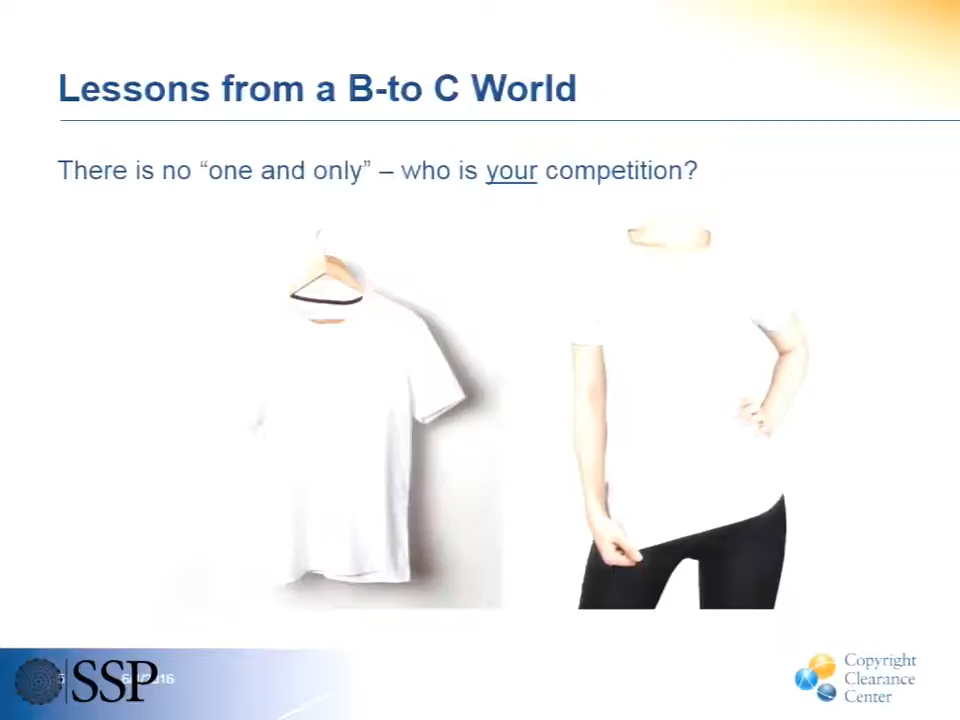 Lessons from a B-to C World
There is no “one and only” – who is your competition?
SSP
Copyright
Clearance
Center